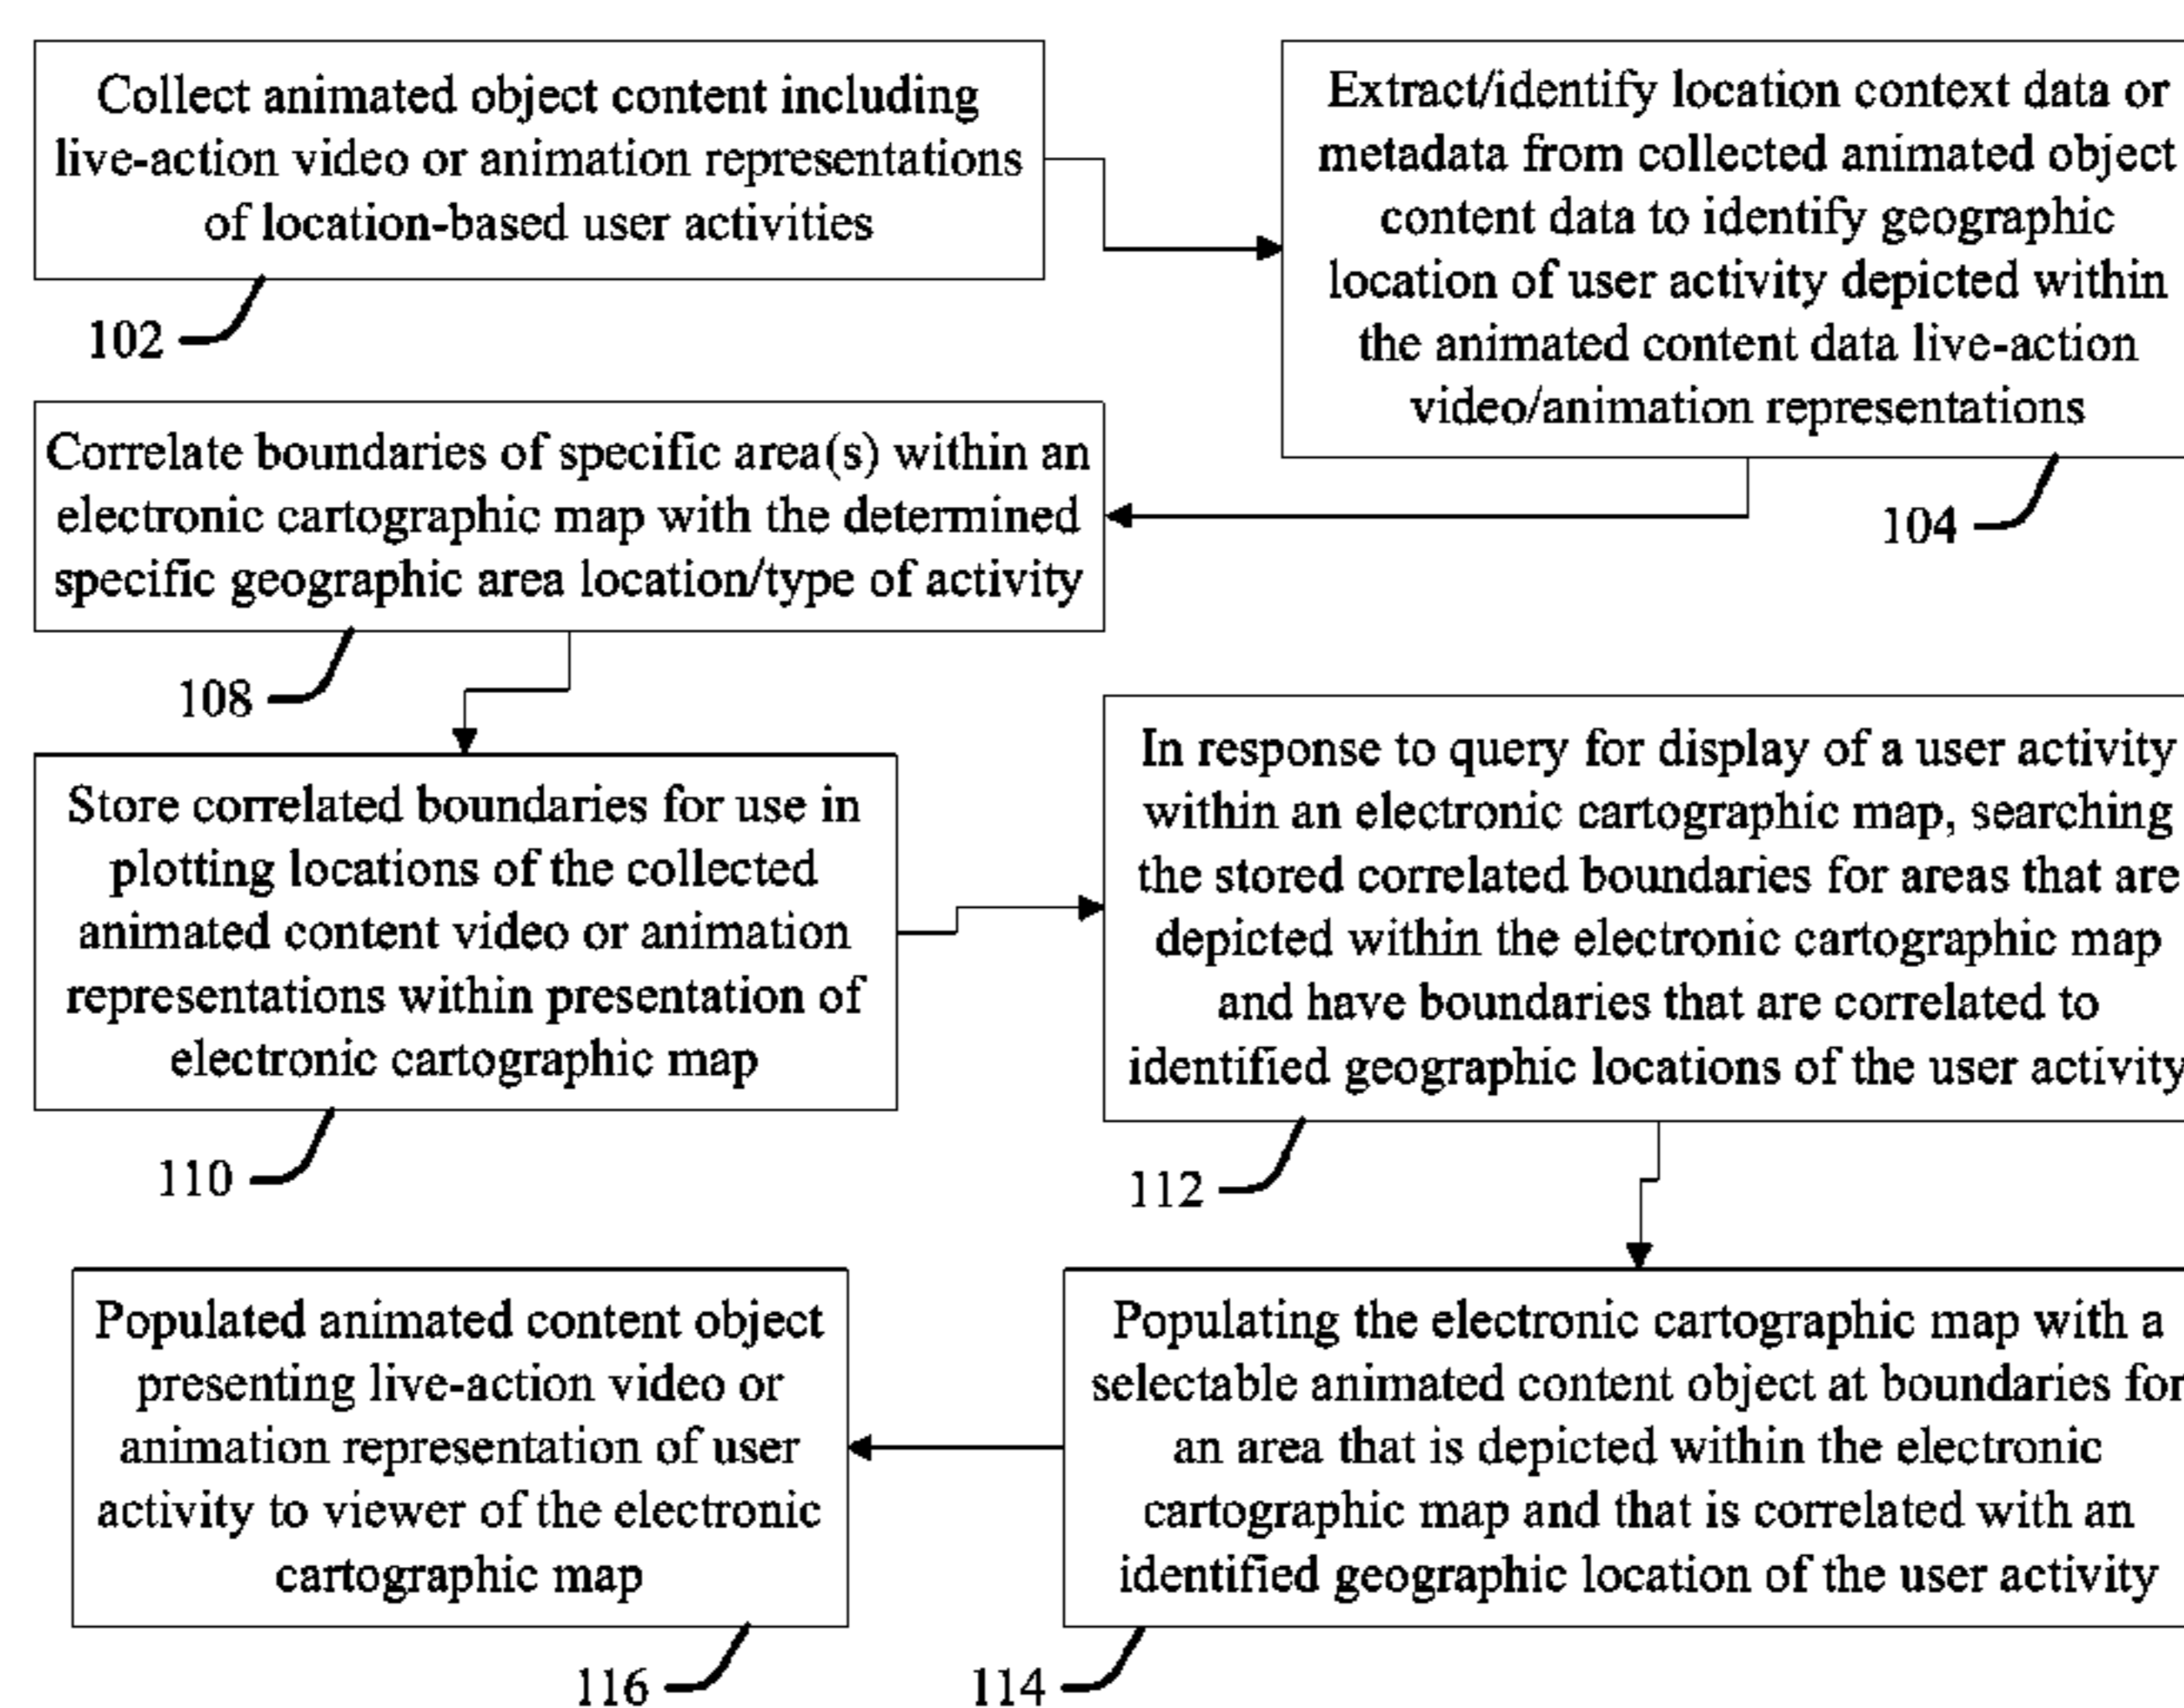 Collect animated object content including
live-action video or animation representations
of location-based user activities
102
Extract/identify location context data or
metadata from collected animated object
content data to identify geographic
location of user activity depicted within
the animated content data live-action
video/animation representations
104
Correlate boundaries of specific area(s) within an
electronic cartographic map with the determined
specific geographic area location/type of activity
108
Store correlated boundaries for use in
plotting locations of the collected
animated content video or animation
representations within presentation of
electronic cartographic map
110
In response to query for display of a user activity
within an electronic cartographic map, searching
the stored correlated boundaries for areas that are
depicted within the electronic cartographic map
and have boundaries that are correlated to
identified geographic locations of the user activity
112
Populating the electronic cartographic map with a
selectable animated content object at boundaries for
an area that is depicted within the electronic
cartographic map and that is correlated with an
identified geographic location of the user activity
114
Populated animated content object
presenting live-action video or
animation representation of user
activity to viewer of the electronic
cartographic map
116